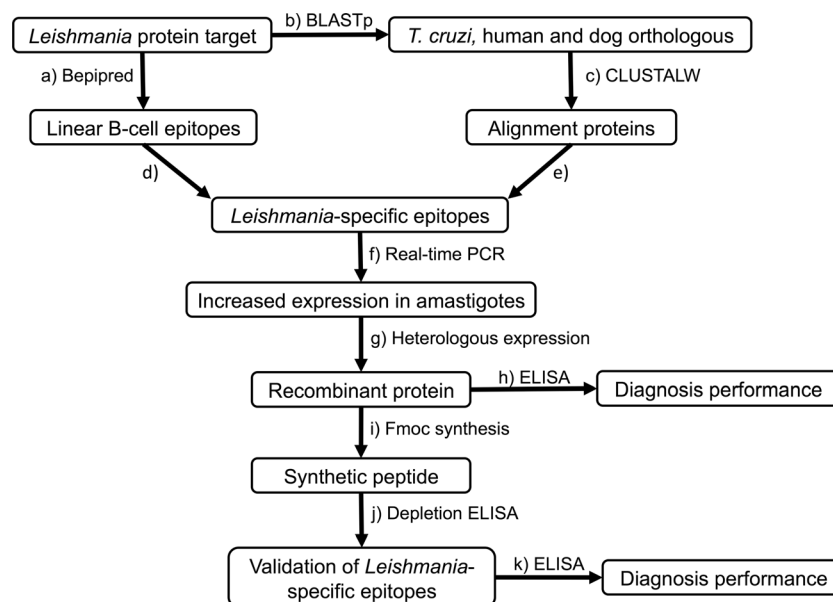 Leishmania protein target
b) BLASTp
T. cruzi, human and dog orthologous
a) Bepipred
c) CLUSTALW
Linear B-cell epitopes
Alignment proteins
d)
e)
Leishmania-specific epitopes
f) Real-time PCR
Increased expression in amastigotes
g) Heterologous expression
Recombinant protein
h) ELISA
Diagnosis performance
i) Fmoc synthesis
Synthetic peptide
j) Depletion ELISA
Validation of Leishmania-
specific epitopes
k) ELISA
Diagnosis performance